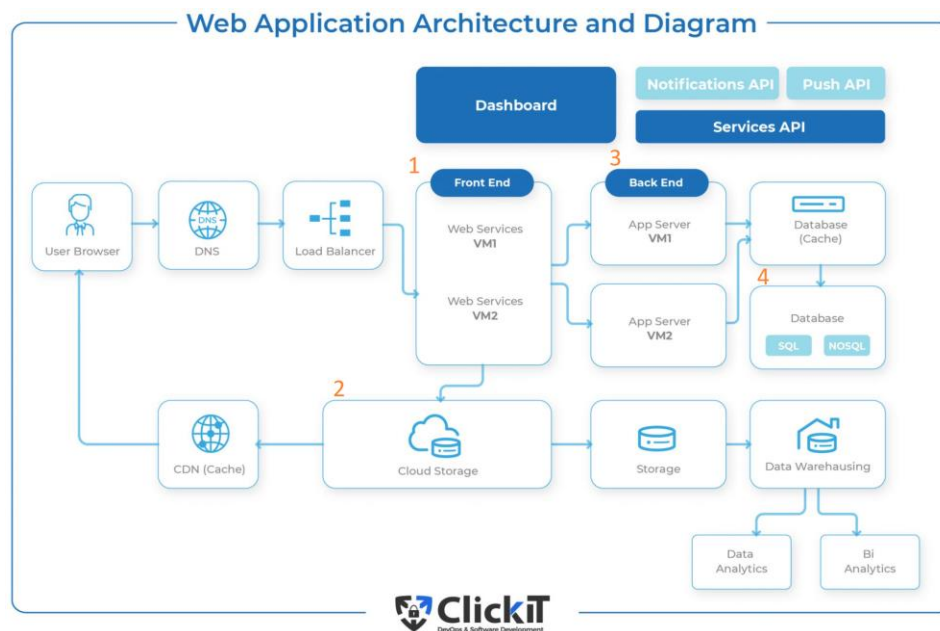 Web Application Architecture and Diagram
Dashboard
Notifications API
Push API
Services API
1
Front End
3
Back End
User Browser
DNS
DNS
Load Balancer
Web Services
VM1
Web Services
VM2
App Server
VM1
App Server
VM2
Database
(Cache)
4
Database
SQL
NOSQL
2
CDN (Cache)
Cloud Storage
Storage
Data Warehausing
Data
Analytics
Bi
Analytics
ClickIT
DevOps & Software Development